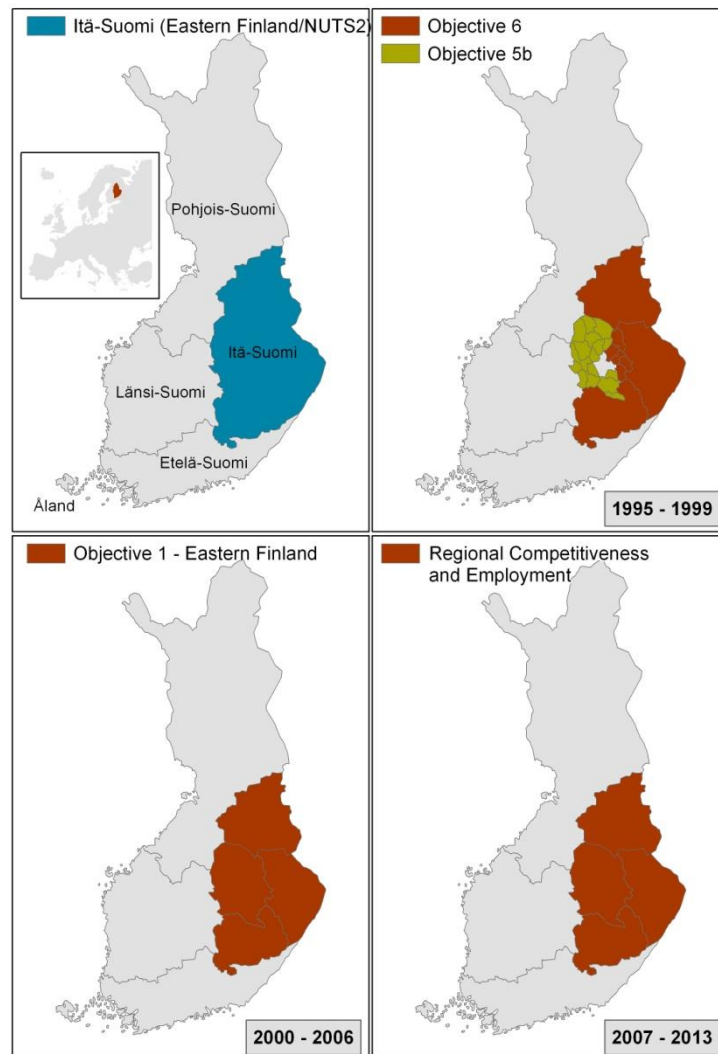 Itä-Suomi (Eastern Finland/NUTS2)
Pohjois-Suomi
Itä-Suomi
Länsi-Suomi
Etelä-Suomi
Åland
Objective 6
Objective 5b
1995 - 1999
Objective 1 - Eastern Finland
2000 - 2006
Regional Competitiveness
and Employment
2007 - 2013